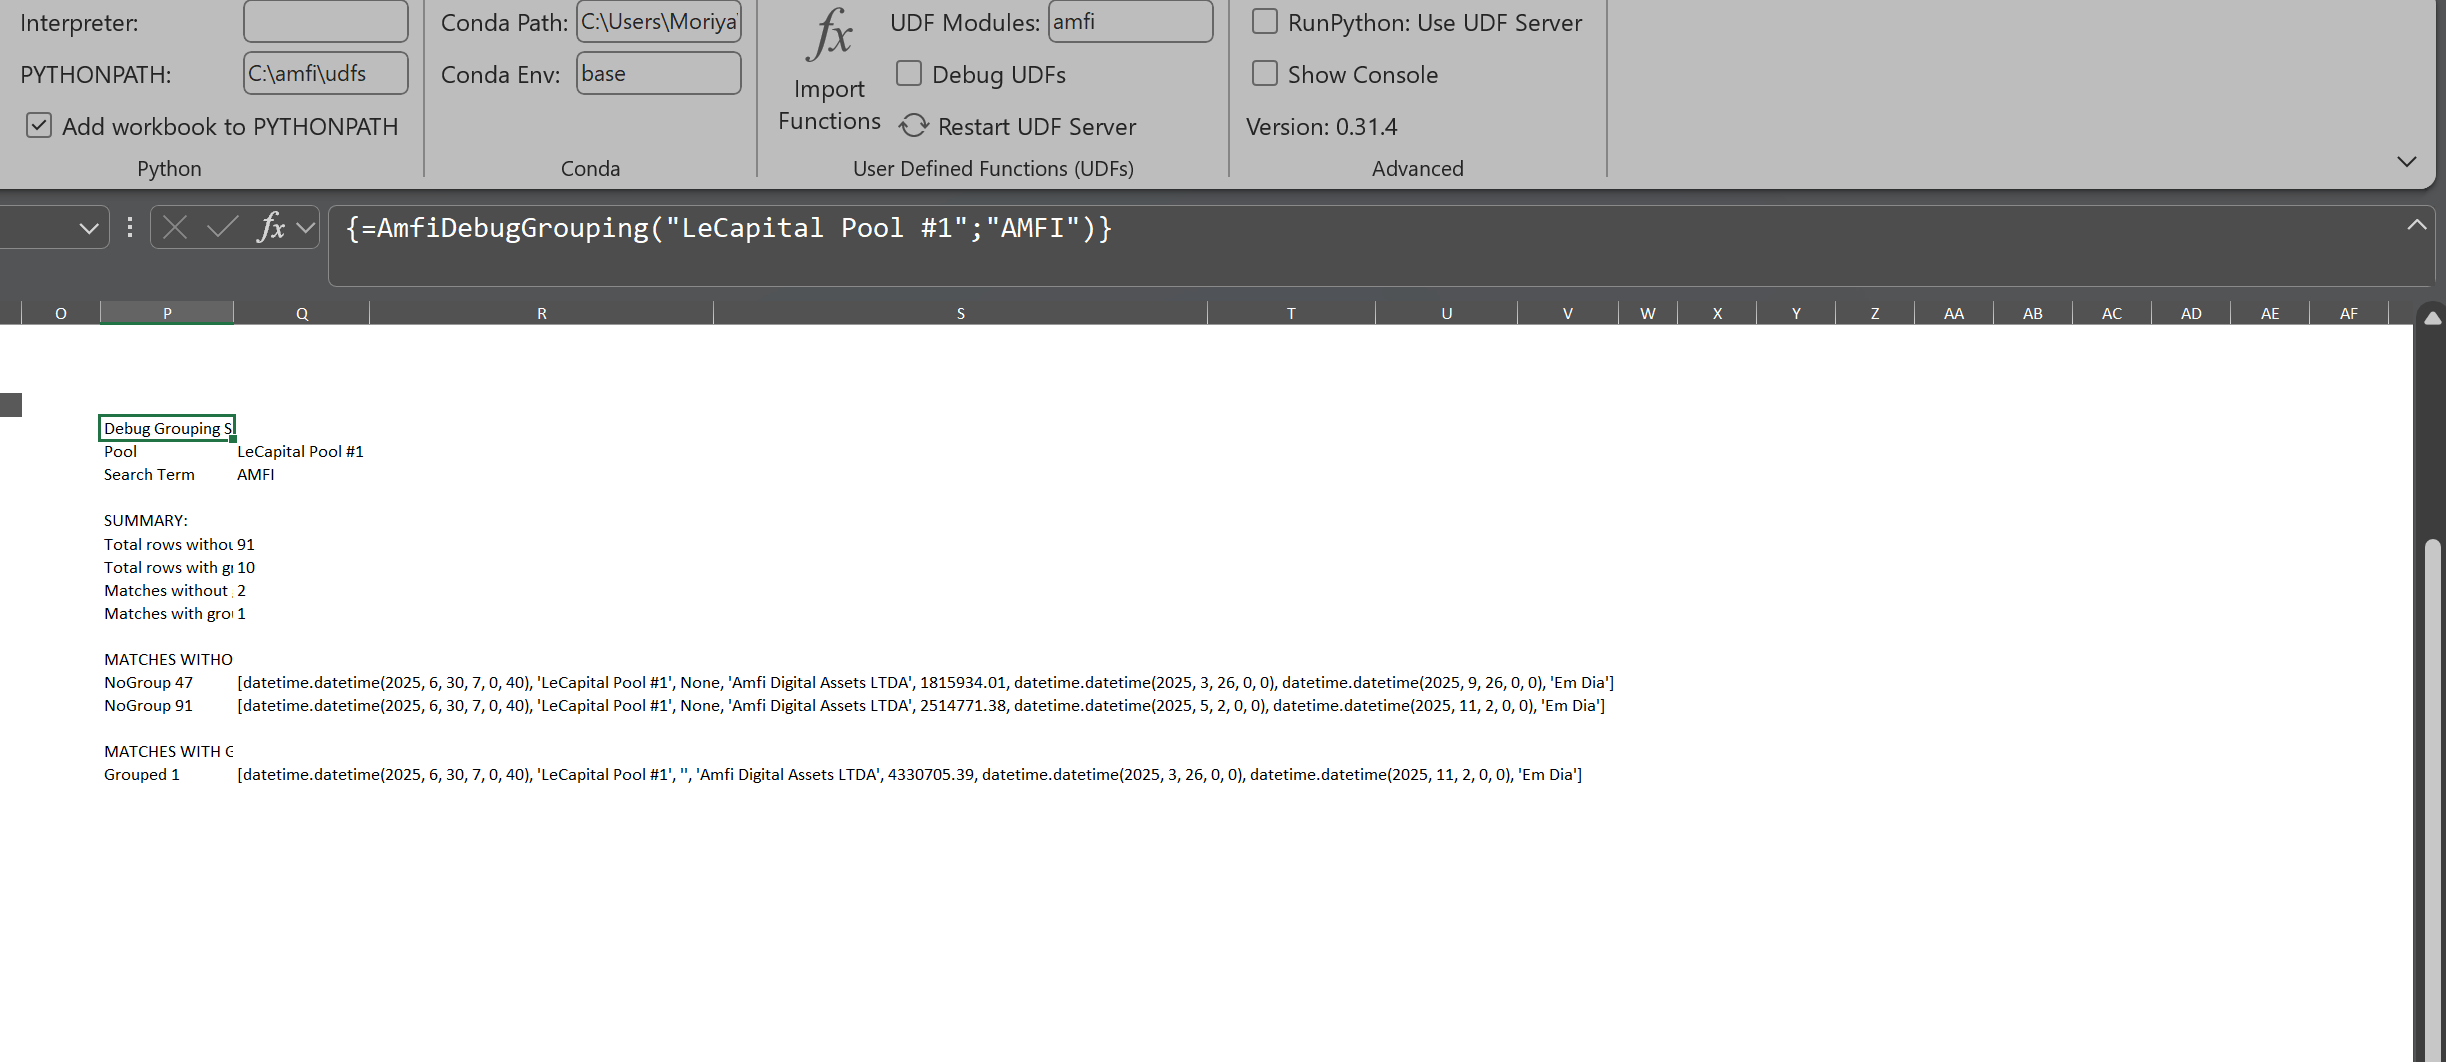 Interpreter:
PYTHONPATH: C:\amfi\udfs
Add workbook to PYTHONPATH
Python
Conda Path: C:\Users\Moriya
Conda Env: base
Conda
fx
Import
Functions
UDF Modules: amfi
Debug UDFs
Restart UDF Server
User Defined Functions (UDFs)
RunPython: Use UDF Server
Show Console
Version: 0.31.4
Advanced
fx
{=AmfiDebugGrouping("LeCapital Pool #1";"AMFI")}
O P Q R S T U V W X Y Z AA AB AC AD AE AF
Debug Grouping S
Pool LeCapital Pool #1
Search Term AMFI
SUMMARY:
Total rows withou 91
Total rows with gr 10
Matches without 2
Matches with grou 1
MATCHES WITHO
NoGroup 47 [datetime.datetime(2025, 6, 30, 7, 0, 40), 'LeCapital Pool #1', None, 'Amfi Digital Assets LTDA', 1815934.01, datetime.datetime(2025, 3, 26, 0, 0), datetime.datetime(2025, 9, 26, 0, 0), 'Em Dia']
NoGroup 91 [datetime.datetime(2025, 6, 30, 7, 0, 40), 'LeCapital Pool #1', None, 'Amfi Digital Assets LTDA', 2514771.38, datetime.datetime(2025, 5, 2, 0, 0), datetime.datetime(2025, 11, 2, 0, 0), 'Em Dia']
MATCHES WITH G
Grouped 1 [datetime.datetime(2025, 6, 30, 7, 0, 40), 'LeCapital Pool #1', '', 'Amfi Digital Assets LTDA', 4330705.39, datetime.datetime(2025, 3, 26, 0, 0), datetime.datetime(2025, 11, 2, 0, 0), 'Em Dia']